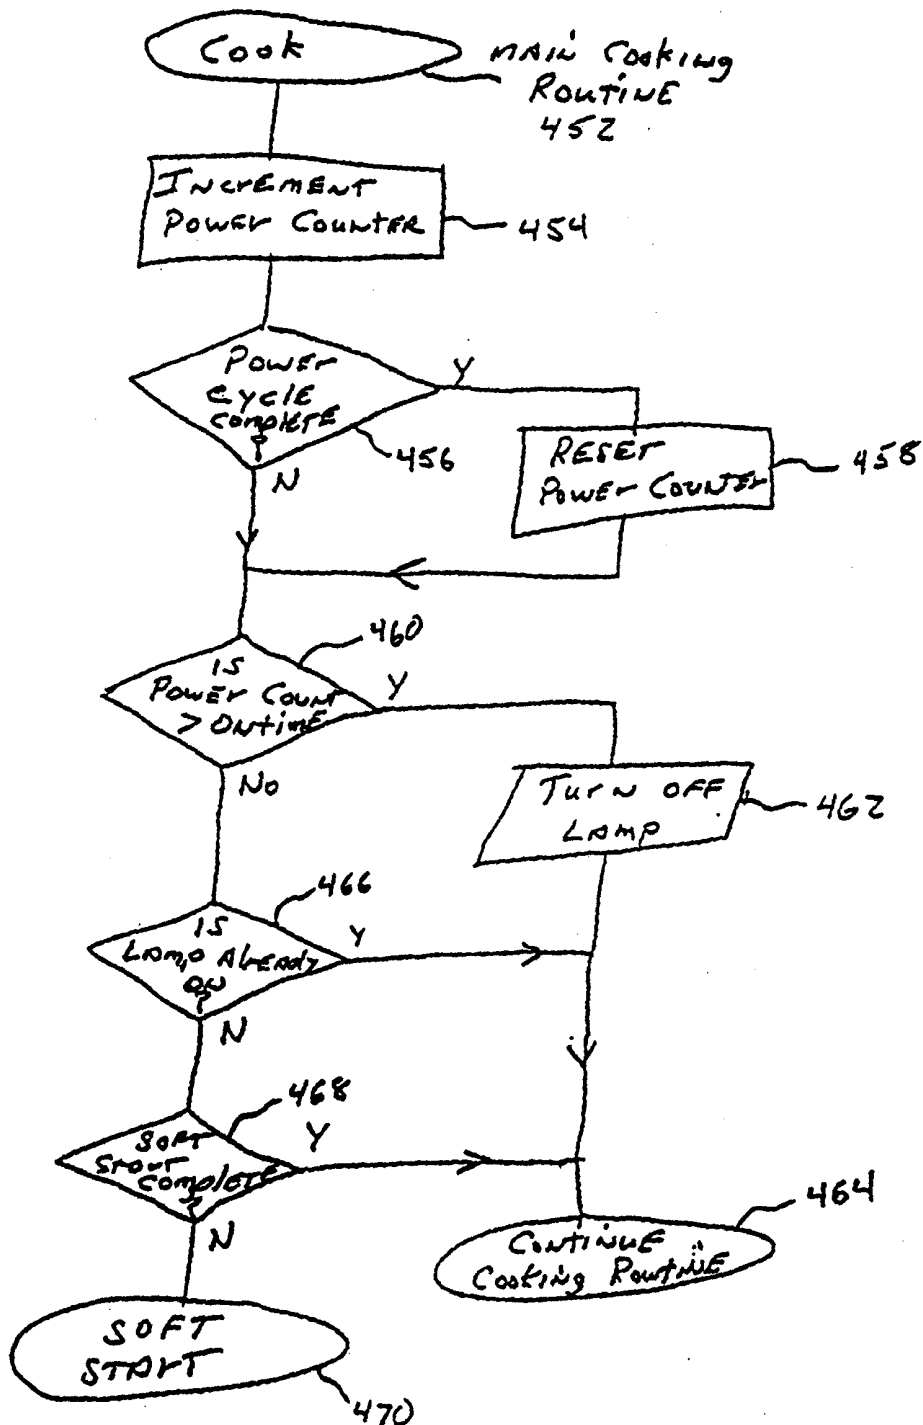 Cook
MAIN COOKING
ROUTINE
452
INCREMENT
POWER COUNTER
454
POWER
CYCLE
COMPLETE
?
Y
456
N
RESET
POWER COUNTER
458
460
IS
POWER COUNT
> ONTIME
Y
NO
TURN OFF
LAMP
462
466
IS
LAMP ALREADY
ON
?
Y
N
468
SOFT
START
COMPLETE
?
Y
N
464
CONTINUE
COOKING ROUTINE
SOFT
START
470